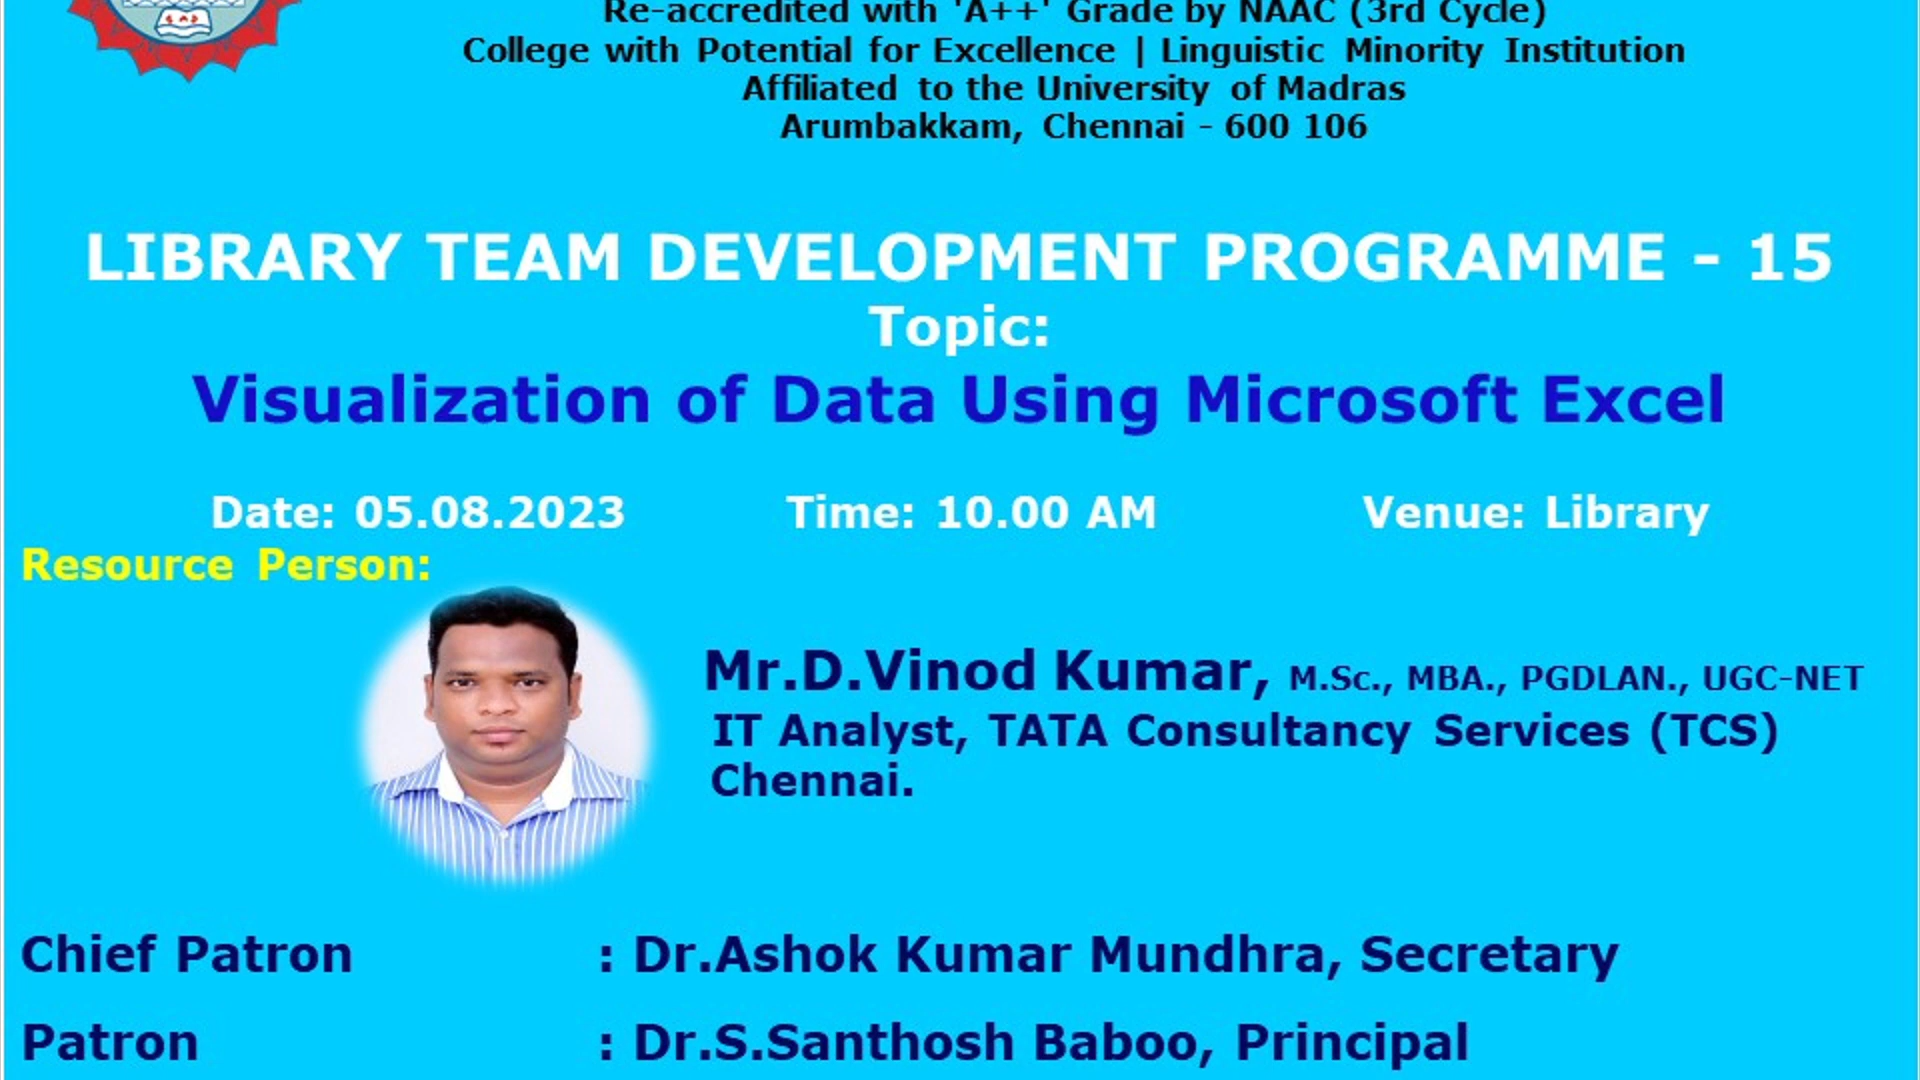 Re-accredited with 'A++' Grade by NAAC (3rd Cycle)
College with Potential for Excellence | Linguistic Minority Institution
Affiliated to the University of Madras
Arumbakkam, Chennai - 600 106
LIBRARY TEAM DEVELOPMENT PROGRAMME - 15
Topic:
Visualization of Data Using Microsoft Excel
Date: 05.08.2023 Time: 10.00 AM Venue: Library
Resource Person:
Mr.D.Vinod Kumar, M.Sc., MBA., PGDLAN., UGC-NET
IT Analyst, TATA Consultancy Services (TCS)
Chennai.
Chief Patron : Dr.Ashok Kumar Mundhra, Secretary
Patron : Dr.S.Santhosh Baboo, Principal